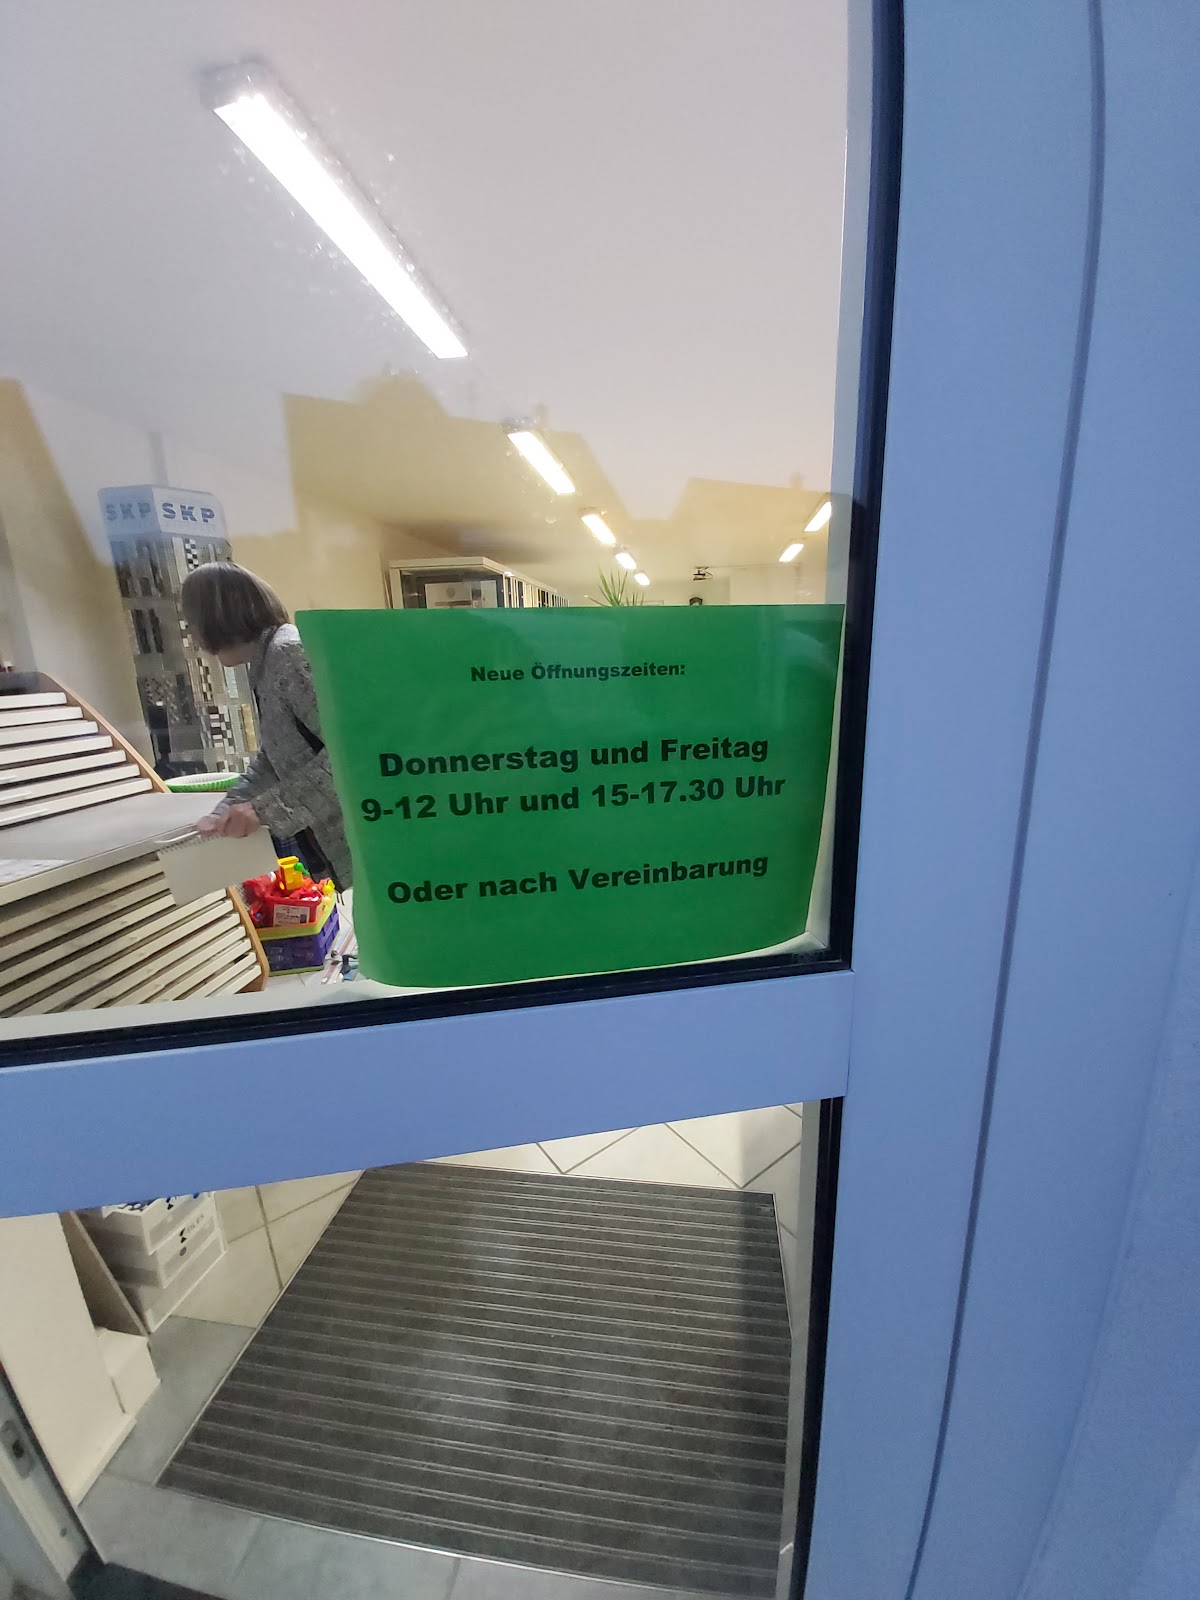 SKP SKP
Neue Öffnungszeiten:
Donnerstag und Freitag
9-12 Uhr und 15-17.30 Uhr
Oder nach Vereinbarung